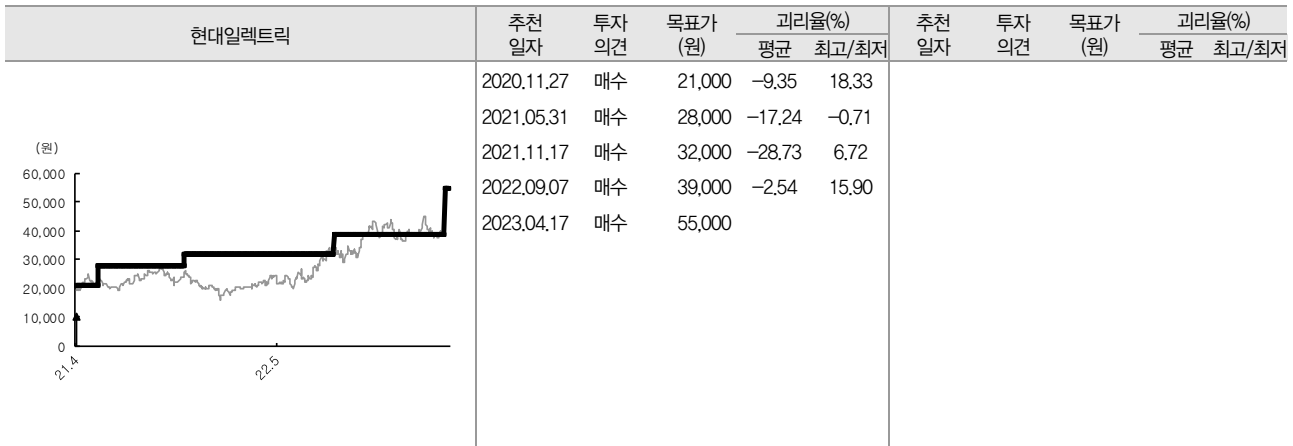 현대일렉트릭
추천 일자 투자 의견 목표가 (원) 괴리율(%) 평균 최고/최저 추천 일자 투자 의견 목표가 (원) 괴리율(%) 평균 최고/최저
2020.11.27 매수 21,000 -9.35 18.33
2021.05.31 매수 28,000 -17.24 -0.71
2021.11.17 매수 32,000 -28.73 6.72
2022.09.07 매수 39,000 -2.54 15.90
2023.04.17 매수 55,000
(원)
60,000
50,000
40,000
30,000
20,000
10,000
0
21.4 22.5